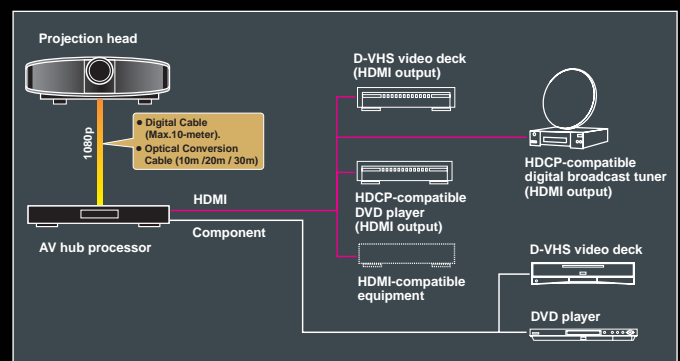 Projection head
D-VHS video deck
(HDMI output)
● Digital Cable
(Max.10-meter).
● Optical Conversion
Cable (10m /20m / 30m)
1080p
HDCP-compatible
digital broadcast tuner
(HDMI output)
HDMI
HDCP-compatible
DVD player
(HDMI output)
Component
AV hub processor
D-VHS video deck
HDMI-compatible
equipment
DVD player